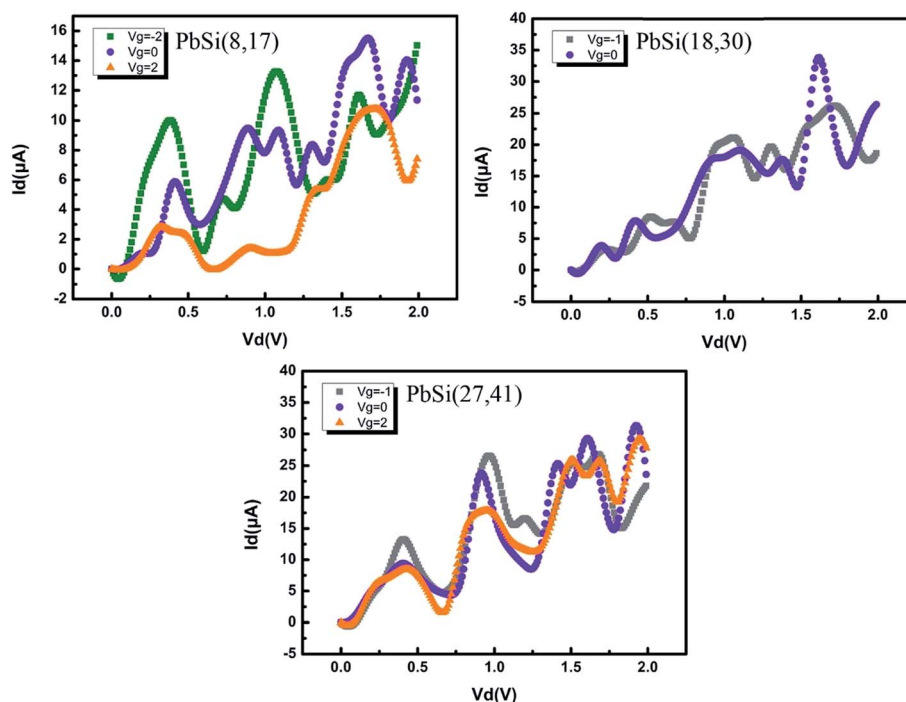 PbSi(8,17)
Vg=-2
Vg=0
Vg=2
16
14
12
10
8
6
4
2
0
-2
Id(μA)
0.0 0.5 1.0 1.5 2.0
Vd(V)
PbSi(18,30)
Vg=-1
Vg=0
40
35
30
25
20
15
10
5
0
-5
Id(μA)
0.0 0.5 1.0 1.5 2.0
Vd(V)
PbSi(27,41)
Vg=-1
Vg=0
Vg=2
40
35
30
25
20
15
10
5
0
-5
Id(μA)
0.0 0.5 1.0 1.5 2.0
Vd(V)